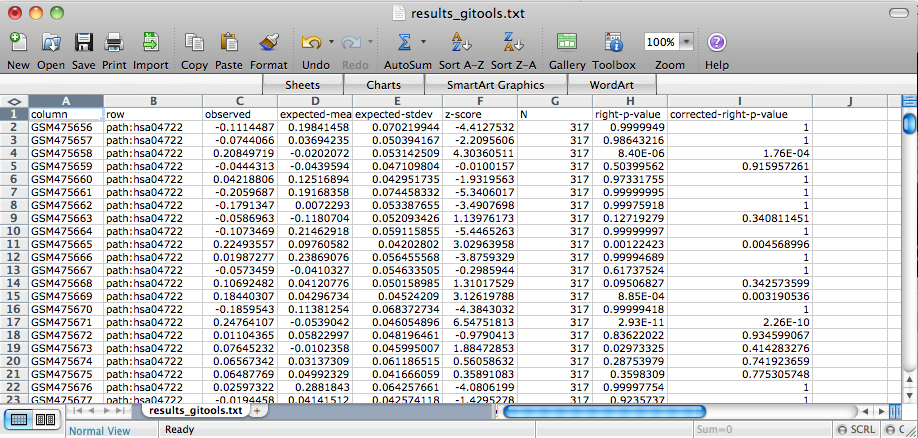 results_gitools.txt
New Open Save Print Import Copy Paste Format Undo Redo AutoSum Sort A-Z Sort Z-A Gallery Toolbox 100% Zoom Help
Sheets Charts SmartArt Graphics WordArt
A B C D E F G H I J
1 column row observed expected-mea expected-stdev z-score N right-p-value corrected-right-p-value
2 GSM475656 path:hsa04722 -0.1114487 0.19841458 0.070219944 -4.4127532 317 0.9999949 1
3 GSM475657 path:hsa04722 -0.0744066 0.03694235 0.050394167 -2.2095606 317 0.98643216 1
4 GSM475658 path:hsa04722 0.20849719 -0.0202072 0.053142509 4.30360511 317 8.40E-06 1.76E-04
5 GSM475659 path:hsa04722 -0.0444313 -0.0439594 0.047109804 -0.0100157 317 0.50399562 0.915957261
6 GSM475660 path:hsa04722 0.04218806 0.12516894 0.042951735 -1.9319563 317 0.97331755 1
7 GSM475661 path:hsa04722 -0.2059687 0.19168358 0.074458332 -5.3406017 317 0.99999995 1
8 GSM475662 path:hsa04722 -0.1791347 0.0072293 0.053387655 -3.4907698 317 0.99975918 1
9 GSM475663 path:hsa04722 -0.0586963 -0.1180704 0.052093426 1.13976173 317 0.12719279 0.340811451
10 GSM475664 path:hsa04722 -0.1073469 0.21462918 0.059115855 -5.4465263 317 0.99999997 1
11 GSM475665 path:hsa04722 0.22493557 0.09760582 0.04202802 3.02963958 317 0.00122423 0.004568996
12 GSM475666 path:hsa04722 0.01987277 0.23869076 0.056455568 -3.8759329 317 0.99994689 1
13 GSM475667 path:hsa04722 -0.0573459 -0.0410327 0.054633505 -0.2985944 317 0.61737524 1
14 GSM475668 path:hsa04722 0.10692482 0.04120776 0.050158985 1.31017529 317 0.09506827 0.342573599
15 GSM475669 path:hsa04722 0.18440307 0.04296734 0.04524209 3.12619788 317 8.85E-04 0.003190536
16 GSM475670 path:hsa04722 -0.1859543 0.11381254 0.068372734 -4.3843032 317 0.99999418 1
17 GSM475671 path:hsa04722 0.24764107 -0.0539042 0.046054896 6.54751813 317 2.93E-11 2.26E-10
18 GSM475672 path:hsa04722 0.01104365 0.05822997 0.048196461 -0.9790413 317 0.83622022 0.934599067
19 GSM475673 path:hsa04722 0.07645232 -0.0102358 0.045995007 1.88472853 317 0.02973325 0.414283276
20 GSM475674 path:hsa04722 0.06567342 0.03137309 0.061186515 0.56058632 317 0.28753979 0.741923659
21 GSM475675 path:hsa04722 0.06487769 0.04992329 0.041666059 0.35891083 317 0.3598309 0.775305748
22 GSM475676 path:hsa04722 0.02597322 0.2881843 0.064257661 -4.0806199 317 0.99997754 1
23 GSM475677 path:hsa04722 -0.0194458 0.04141512 0.042574118 -1.4295278 317 0.9235737 1
results_gitools.txt +
Normal View Ready Sum=0 SCRL C